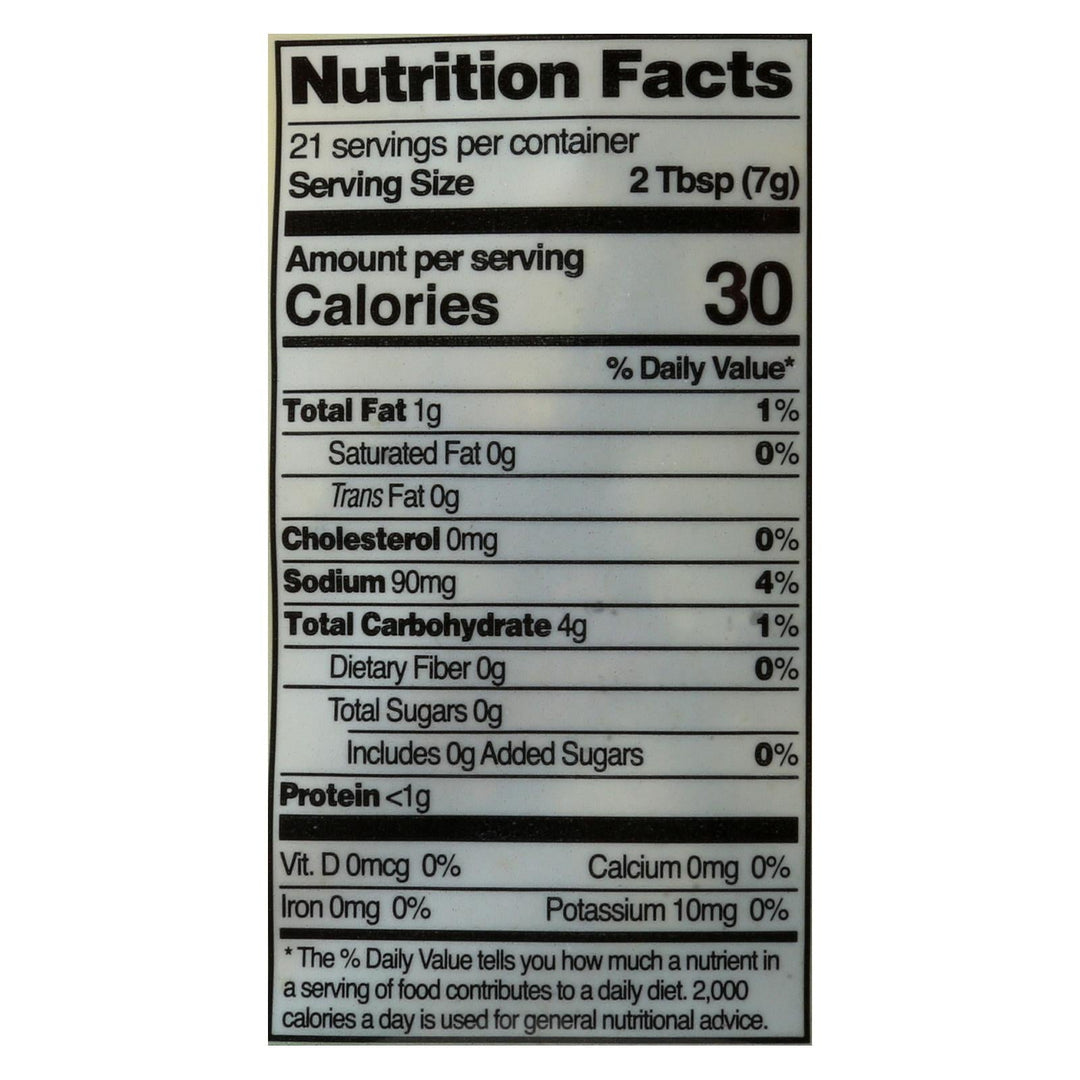 Nutrition Facts
21 servings per container
Serving Size 2 Tbsp (7g)
Amount per serving
Calories 30
% Daily Value*
Total Fat 1g 1%
Saturated Fat 0g 0%
Trans Fat 0g
Cholesterol 0mg 0%
Sodium 90mg 4%
Total Carbohydrate 4g 1%
Dietary Fiber 0g 0%
Total Sugars 0g
Includes 0g Added Sugars 0%
Protein <1g
Vit. D 0mcg 0% Calcium 0mg 0%
Iron 0mg 0% Potassium 10mg 0%
* The % Daily Value tells you how much a nutrient in
a serving of food contributes to a daily diet. 2,000
calories a day is used for general nutritional advice.